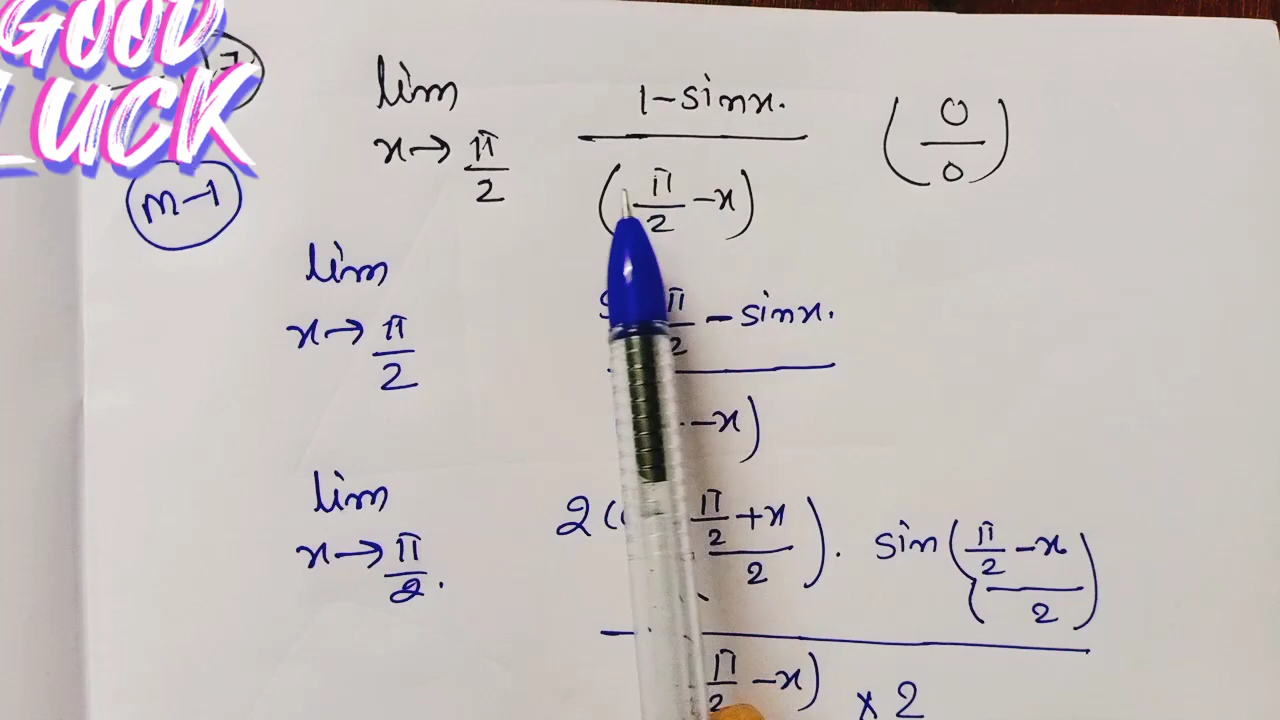 GOOD
LUCK
m-1
lim x→π/2 1-sinx. / (π/2 -x) (0/0)
lim x→π/2 π/2 - sinx. / -x)
lim x→π/2. 2 (π/2 +x / 2). sin(π/2 -x / 2) / π/2 -x) × 2